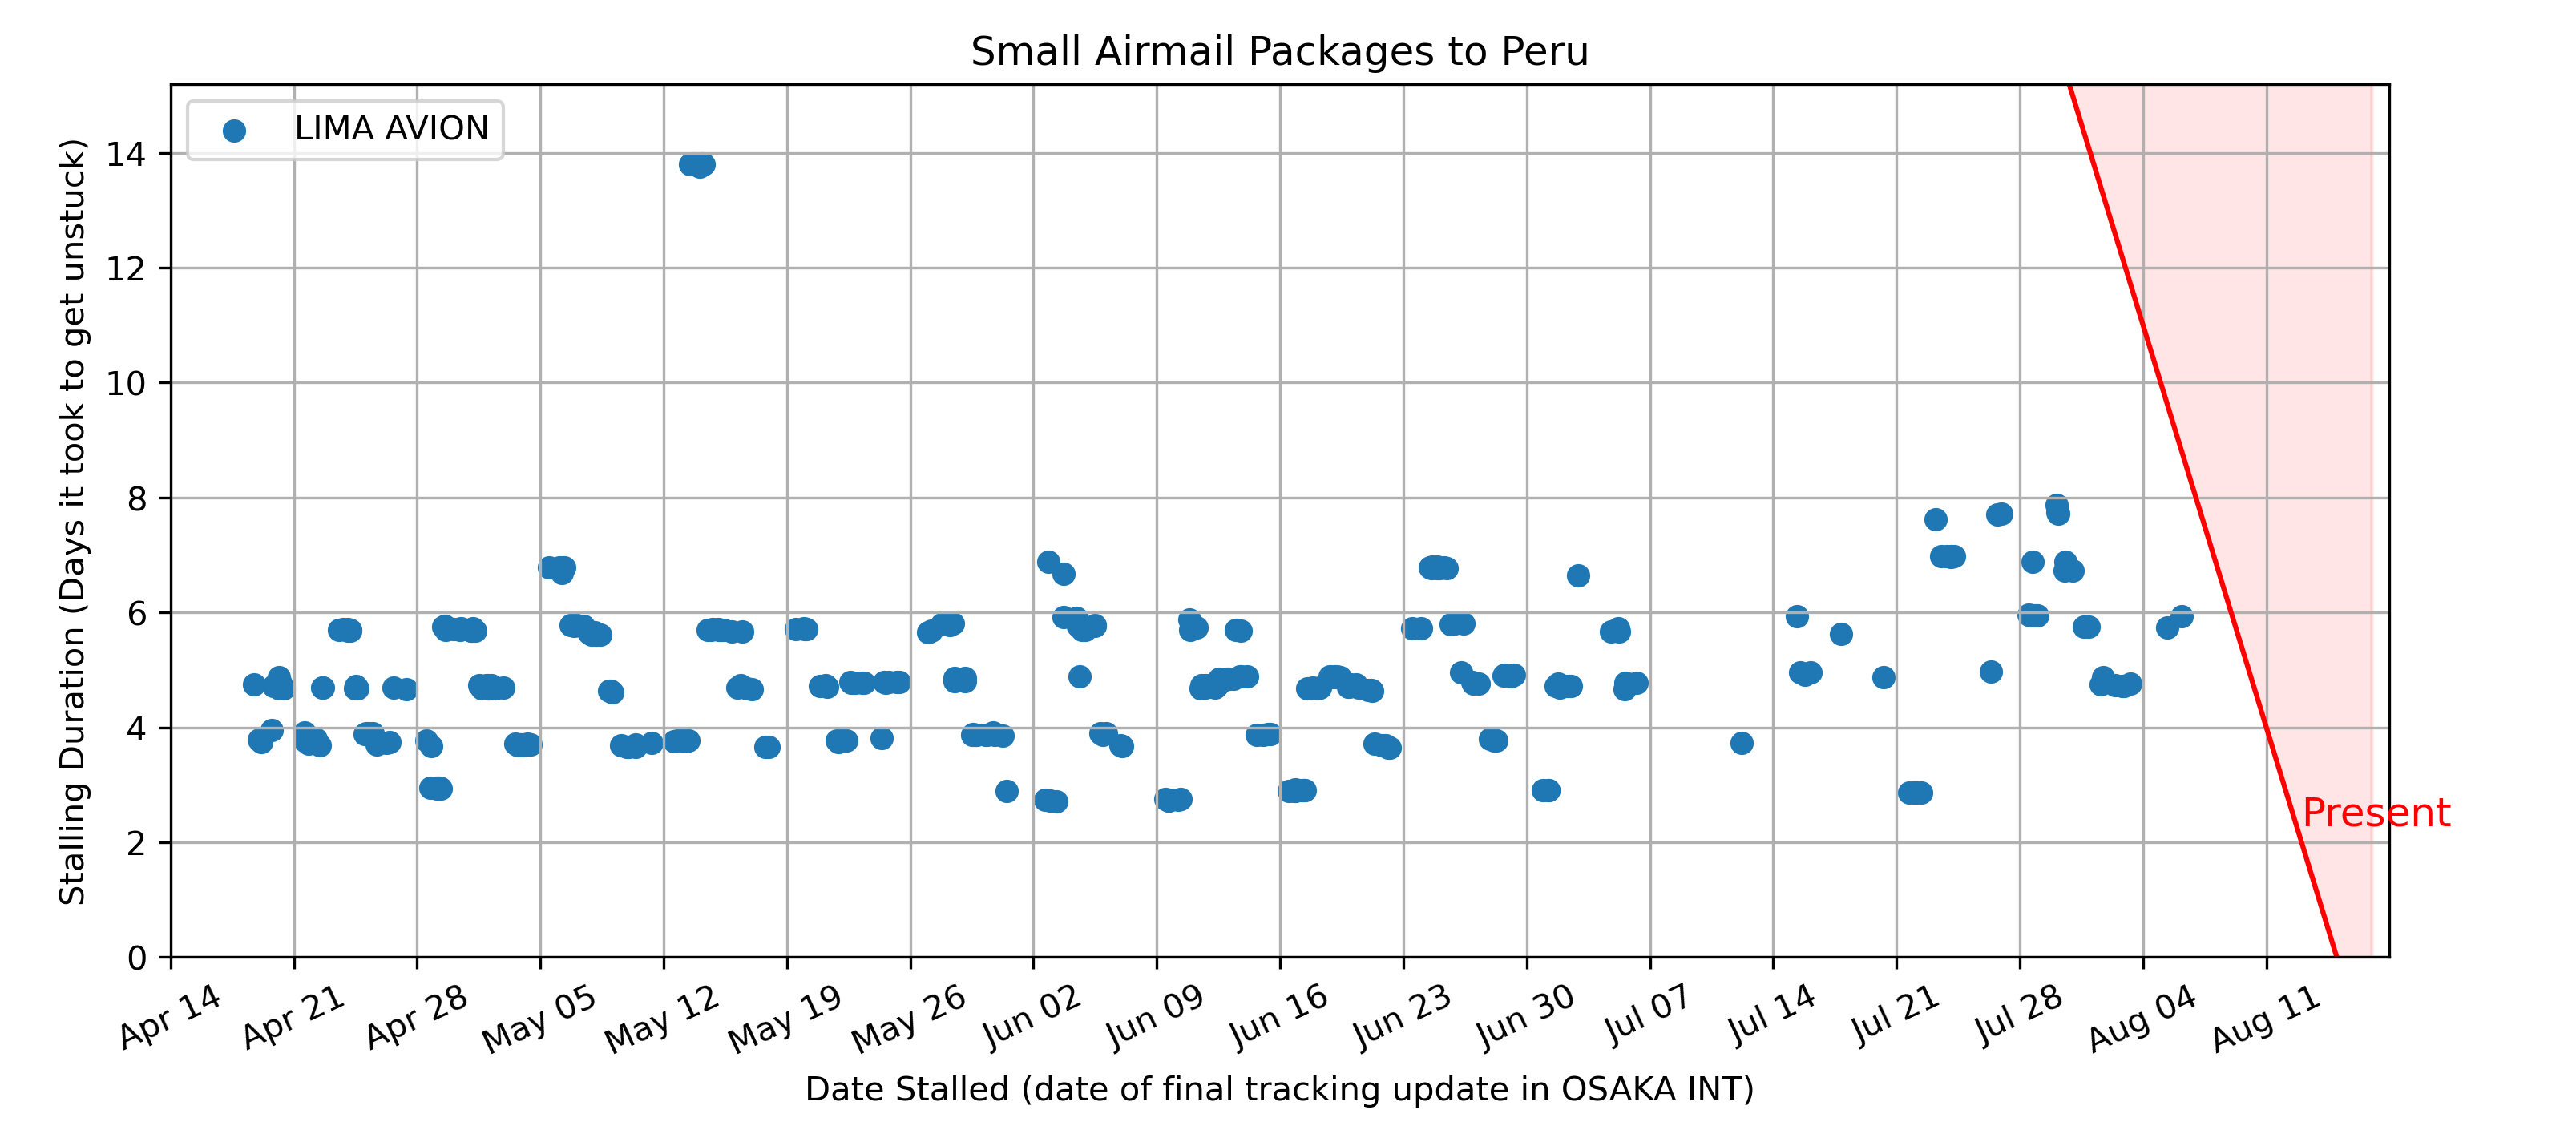 Small Airmail Packages to Peru
LIMA AVION
Stalling Duration (Days it took to get unstuck)
14
12
10
8
6
4
2
0
Present
Apr 14
Apr 21
Apr 28
May 05
May 12
May 19
May 26
Jun 02
Jun 09
Jun 16
Jun 23
Jun 30
Jul 07
Jul 14
Jul 21
Jul 28
Aug 04
Aug 11
Date Stalled (date of final tracking update in OSAKA INT)